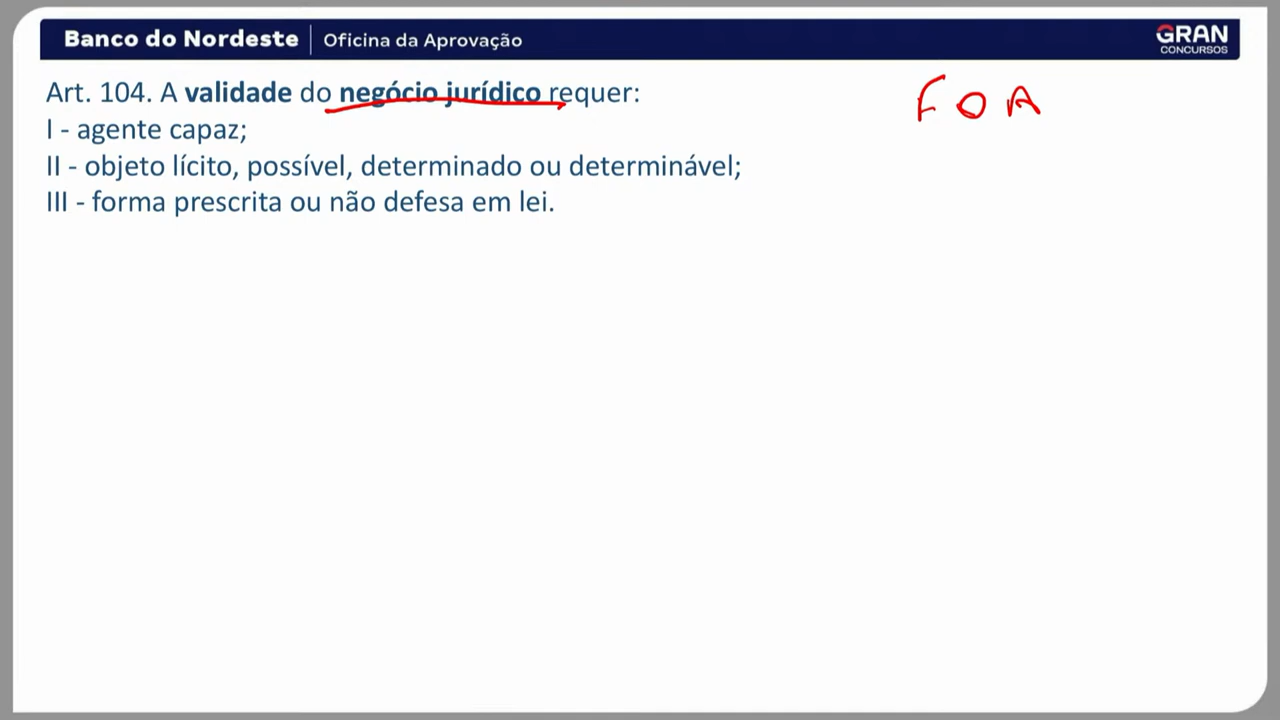 Banco do Nordeste Oficina da Aprovação
GRAN
CONCURSOS
Art. 104. A validade do negócio jurídico requer:
F O A
I - agente capaz;
II - objeto lícito, possível, determinado ou determinável;
III - forma prescrita ou não defesa em lei.